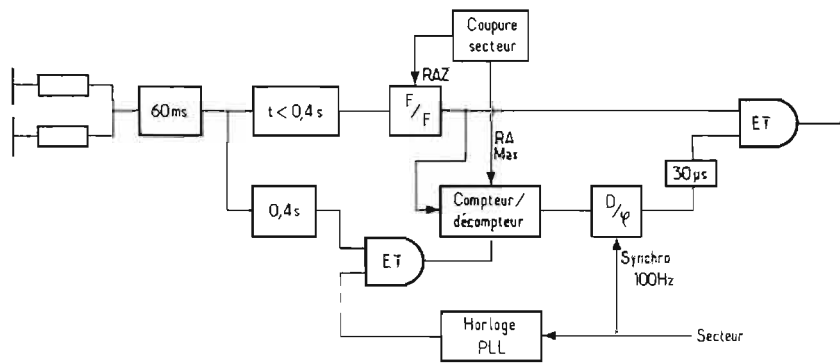 Coupure
secteur
RAZ
60ms
t < 0,4 s
F/F
RA
Max
ET
30µs
0,4 s
Compteur/
décompteur
D/φ
ET
Synchro
100Hz
Horloge
PLL
Secteur